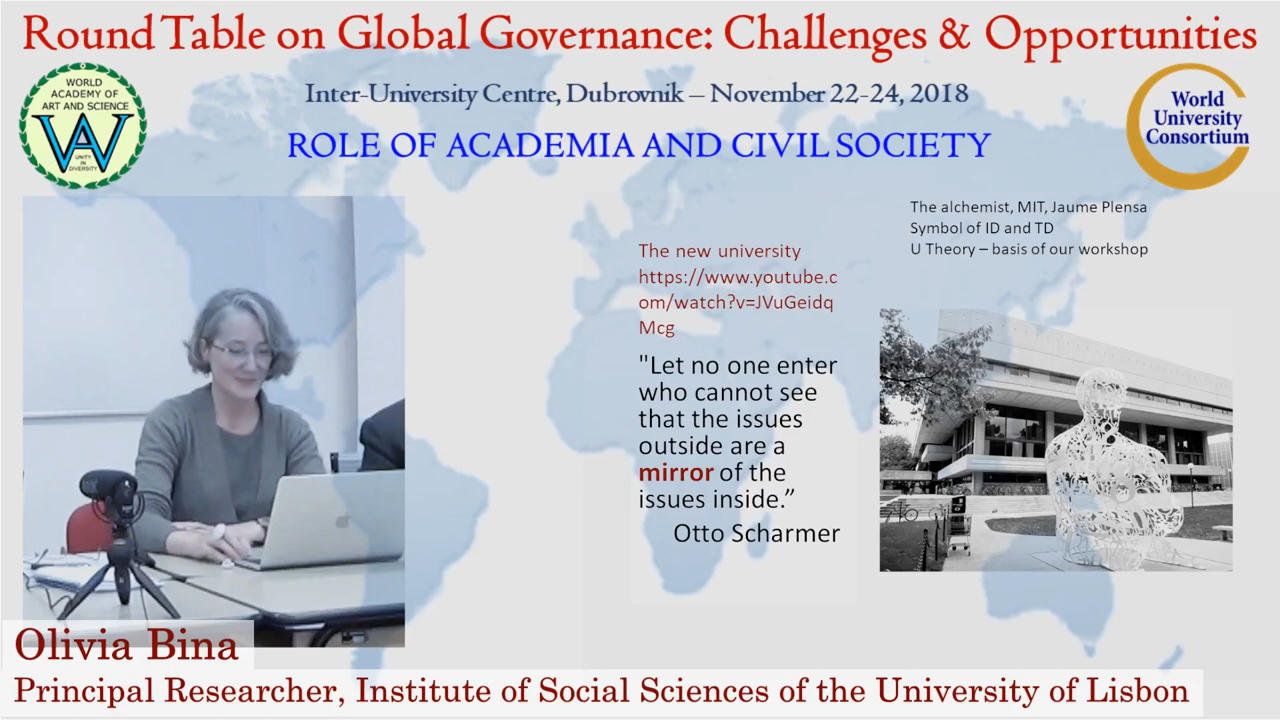 Round Table on Global Governance: Challenges & Opportunities
WORLD
ACADEMY OF
ART AND SCIENCE
WA
UNITY
IN
DIVERSITY
Inter-University Centre, Dubrovnik – November 22-24, 2018
ROLE OF ACADEMIA AND CIVIL SOCIETY
World
University
Consortium
The alchemist, MIT, Jaume Plensa
Symbol of ID and TD
U Theory – basis of our workshop
The new university
https://www.youtube.c
om/watch?v=JVuGeidq
Mcg
"Let no one enter
who cannot see
that the issues
outside are a
mirror of the
issues inside.”
Otto Scharmer
Olivia Bina
Principal Researcher, Institute of Social Sciences of the University of Lisbon